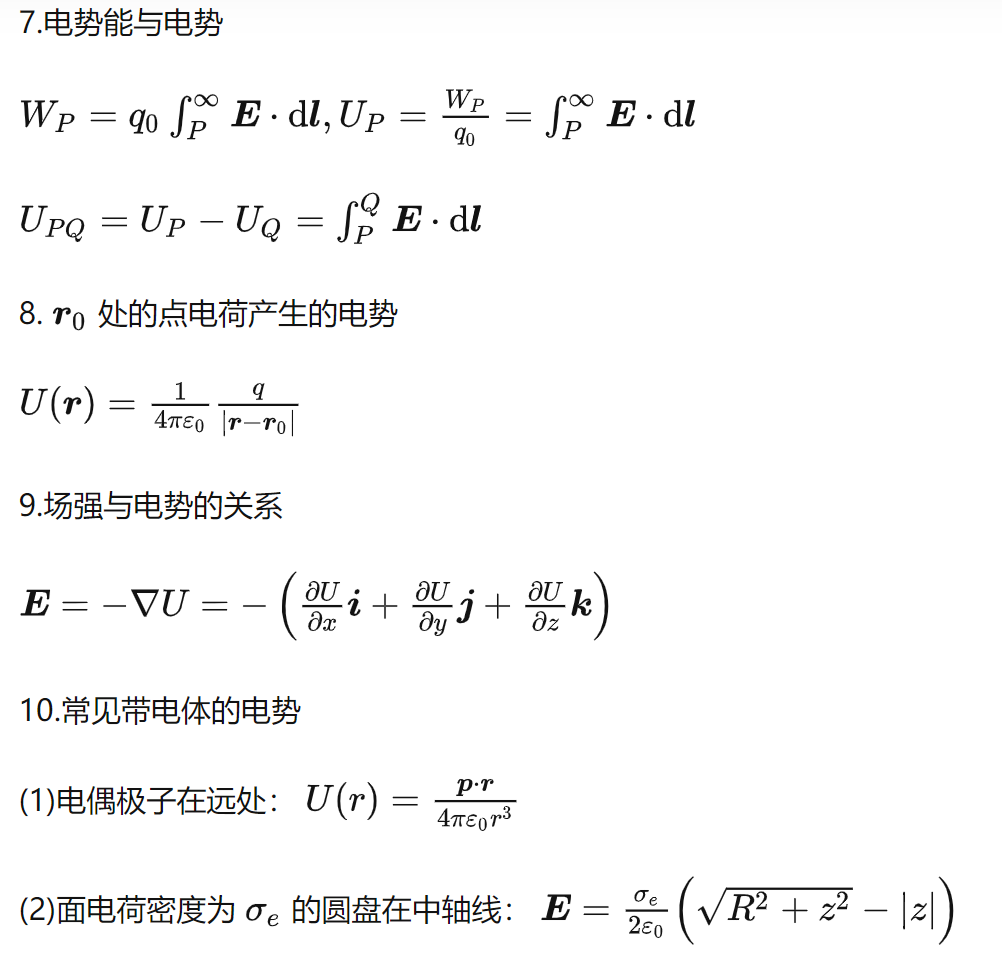 7.电势能与电势
$W_P = q_0 \int_P^\infty \boldsymbol{E} \cdot \mathrm{d}\boldsymbol{l}, U_P = \frac{W_P}{q_0} = \int_P^\infty \boldsymbol{E} \cdot \mathrm{d}\boldsymbol{l}$
$U_{PQ} = U_P - U_Q = \int_P^Q \boldsymbol{E} \cdot \mathrm{d}\boldsymbol{l}$
8. $\boldsymbol{r}_0$ 处的点电荷产生的电势
$U(\boldsymbol{r}) = \frac{1}{4\pi\varepsilon_0} \frac{q}{|\boldsymbol{r}-\boldsymbol{r}_0|}$
9.场强与电势的关系
$\boldsymbol{E} = -\nabla U = -\left( \frac{\partial U}{\partial x}\boldsymbol{i} + \frac{\partial U}{\partial y}\boldsymbol{j} + \frac{\partial U}{\partial z}\boldsymbol{k} \right)$
10.常见带电体的电势
(1)电偶极子在远处： $U(\boldsymbol{r}) = \frac{\boldsymbol{p}\cdot\boldsymbol{r}}{4\pi\varepsilon_0 r^3}$
(2)面电荷密度为 $\boldsymbol{\sigma}_e$ 的圆盘在中轴线： $\boldsymbol{E} = \frac{\sigma_e}{2\varepsilon_0} \left( \sqrt{R^2 + z^2} - |z| \right)$